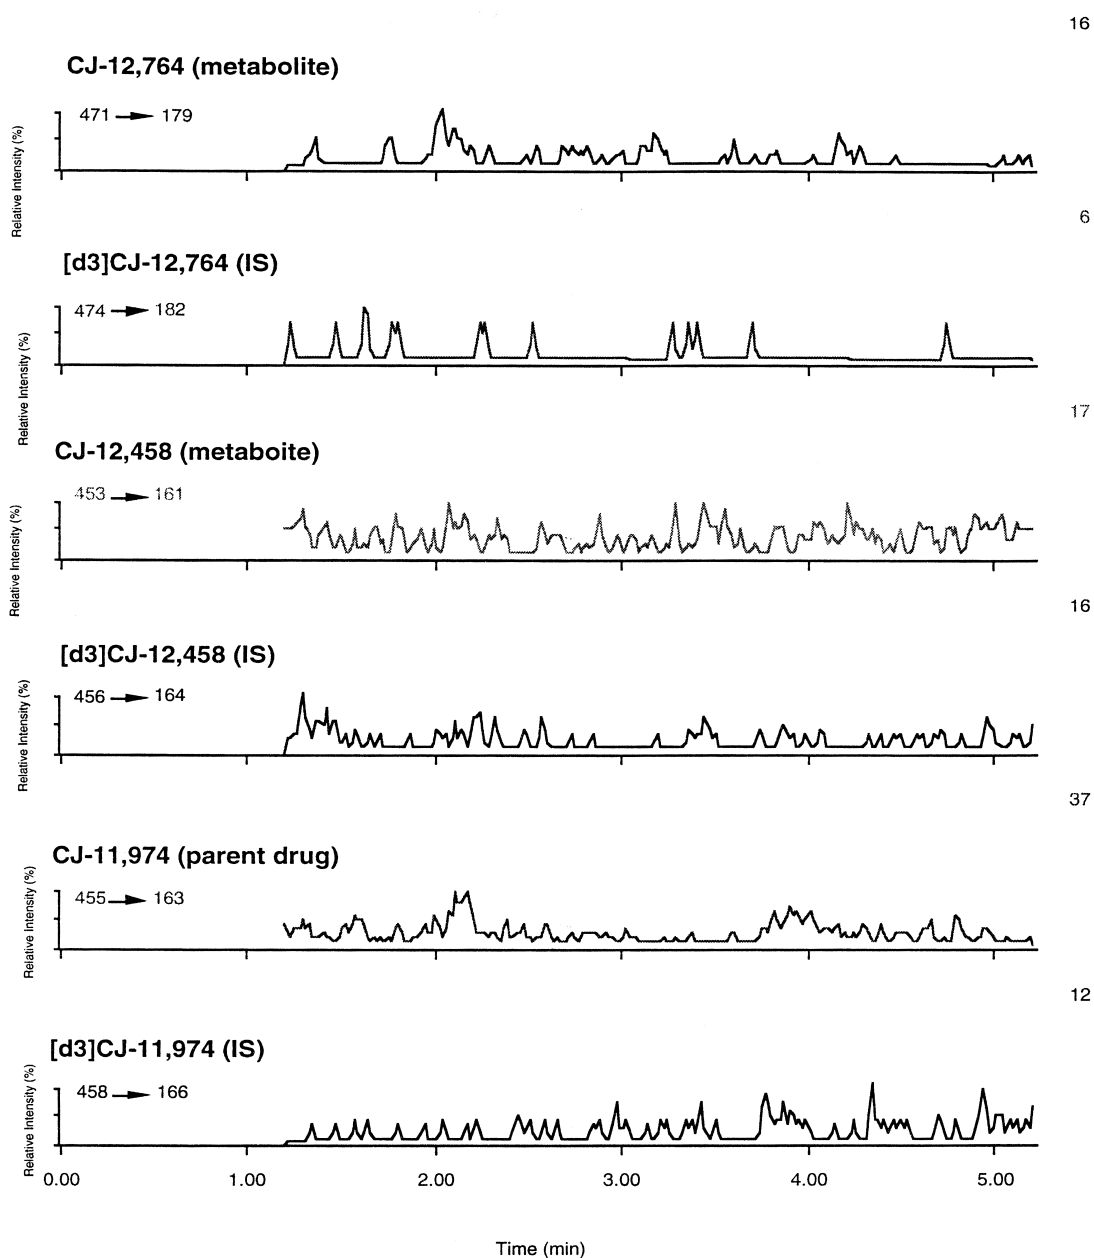 16
CJ-12,764 (metabolite)
471 → 179
Relative Intensity (%)
6
[d3]CJ-12,764 (IS)
474 → 182
Relative Intensity (%)
17
CJ-12,458 (metaboite)
453 → 161
Relative Intensity (%)
16
[d3]CJ-12,458 (IS)
456 → 164
Relative Intensity (%)
37
CJ-11,974 (parent drug)
455 → 163
Relative Intensity (%)
12
[d3]CJ-11,974 (IS)
458 → 166
Relative Intensity (%)
0.00 1.00 2.00 3.00 4.00 5.00
Time (min)